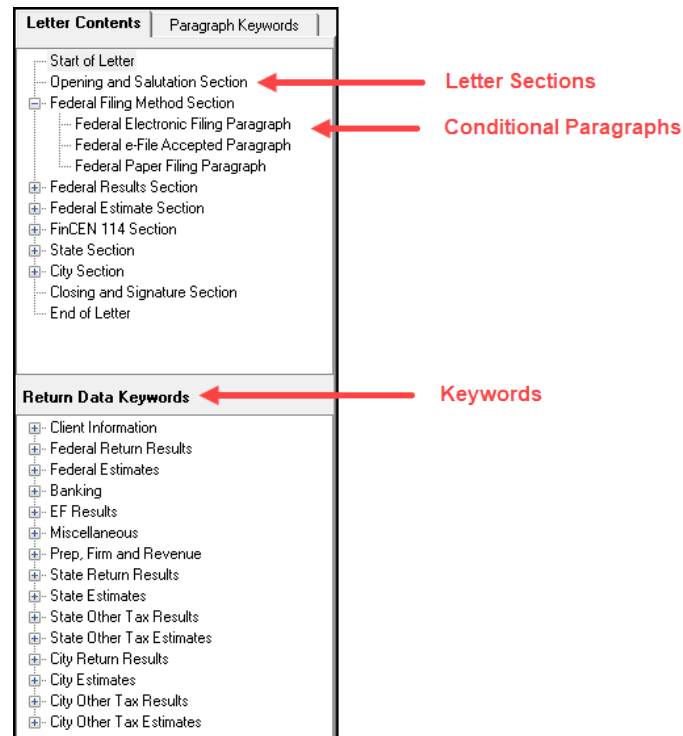 Letter Contents Paragraph Keywords
Start of Letter
Opening and Salutation Section Letter Sections
Federal Filing Method Section
Federal Electronic Filing Paragraph Conditional Paragraphs
Federal e-File Accepted Paragraph
Federal Paper Filing Paragraph
Federal Results Section
Federal Estimate Section
FinCEN 114 Section
State Section
City Section
Closing and Signature Section
End of Letter
Return Data Keywords Keywords
Client Information
Federal Return Results
Federal Estimates
Banking
EF Results
Miscellaneous
Prep, Firm and Revenue
State Return Results
State Estimates
State Other Tax Results
State Other Tax Estimates
City Return Results
City Estimates
City Other Tax Results
City Other Tax Estimates